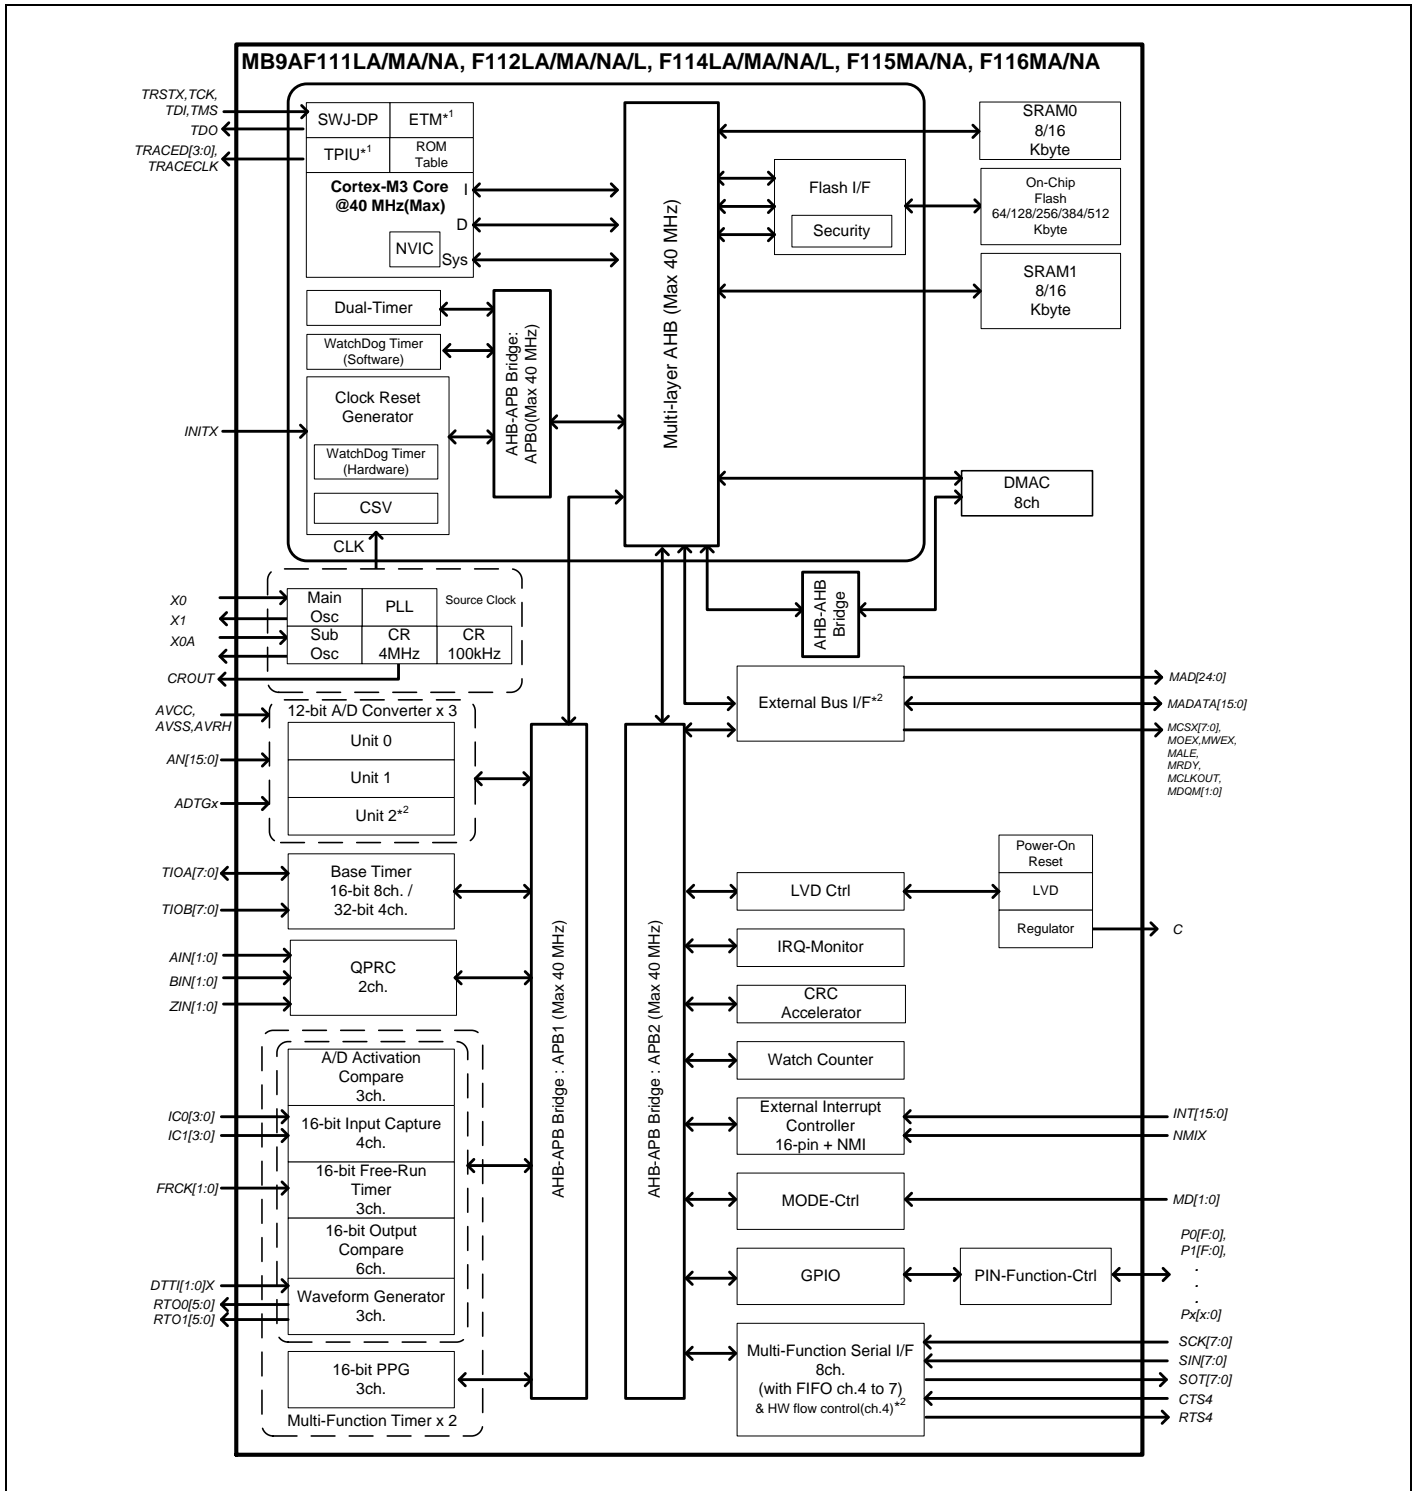 MB9AF111LA/MA/NA, F112LA/MA/NA/L, F114LA/MA/NA/L, F115MA/NA, F116MA/NA
TRSTX,TCK,
TDI,TMS
TDO
TRACED[3:0],
TRACECLK
SWJ-DP
ETM*1
TPIU*1
ROM
Table
Cortex-M3 Core
@40 MHz(Max)
I
D
Sys
NVIC
Dual-Timer
WatchDog Timer
(Software)
Clock Reset
Generator
WatchDog Timer
(Hardware)
CSV
CLK
INITX
AHB-APB Bridge:
APB0(Max 40 MHz)
Multi-layer AHB (Max 40 MHz)
Flash I/F
Security
SRAM0
8/16
Kbyte
On-Chip
Flash
64/128/256/384/512
Kbyte
SRAM1
8/16
Kbyte
DMAC
8ch
AHB-AHB
Bridge
X0
X1
X0A
CROUT
Main
Osc
PLL
Source Clock
Sub
Osc
CR
4MHz
CR
100kHz
AVCC,
AVSS,AVRH
AN[15:0]
ADTGx
12-bit A/D Converter x 3
Unit 0
Unit 1
Unit 2*2
TIOA[7:0]
TIOB[7:0]
Base Timer
16-bit 8ch. /
32-bit 4ch.
AIN[1:0]
BIN[1:0]
ZIN[1:0]
QPRC
2ch.
A/D Activation
Compare
3ch.
IC0[3:0]
IC1[3:0]
16-bit Input Capture
4ch.
FRCK[1:0]
16-bit Free-Run
Timer
3ch.
16-bit Output
Compare
6ch.
DTTI[1:0]X
RTO0[5:0]
RTO1[5:0]
Waveform Generator
3ch.
16-bit PPG
3ch.
Multi-Function Timer x 2
AHB-APB Bridge : APB1 (Max 40 MHz)
AHB-APB Bridge : APB2 (Max 40 MHz)
External Bus I/F*2
MAD[24:0]
MADATA[15:0]
MCSX[7:0],
MOEX,MWEX,
MALE,
MRDY,
MCLKOUT,
MDQM[1:0]
LVD Ctrl
Power-On
Reset
LVD
Regulator
C
IRQ-Monitor
CRC
Accelerator
Watch Counter
External Interrupt
Controller
16-pin + NMI
INT[15:0]
NMIX
MODE-Ctrl
MD[1:0]
GPIO
PIN-Function-Ctrl
P0[F:0],
P1[F:0],
.
.
.
Px[x:0]
Multi-Function Serial I/F
8ch.
(with FIFO ch.4 to 7)
& HW flow control(ch.4)*2
SCK[7:0]
SIN[7:0]
SOT[7:0]
CTS4
RTS4